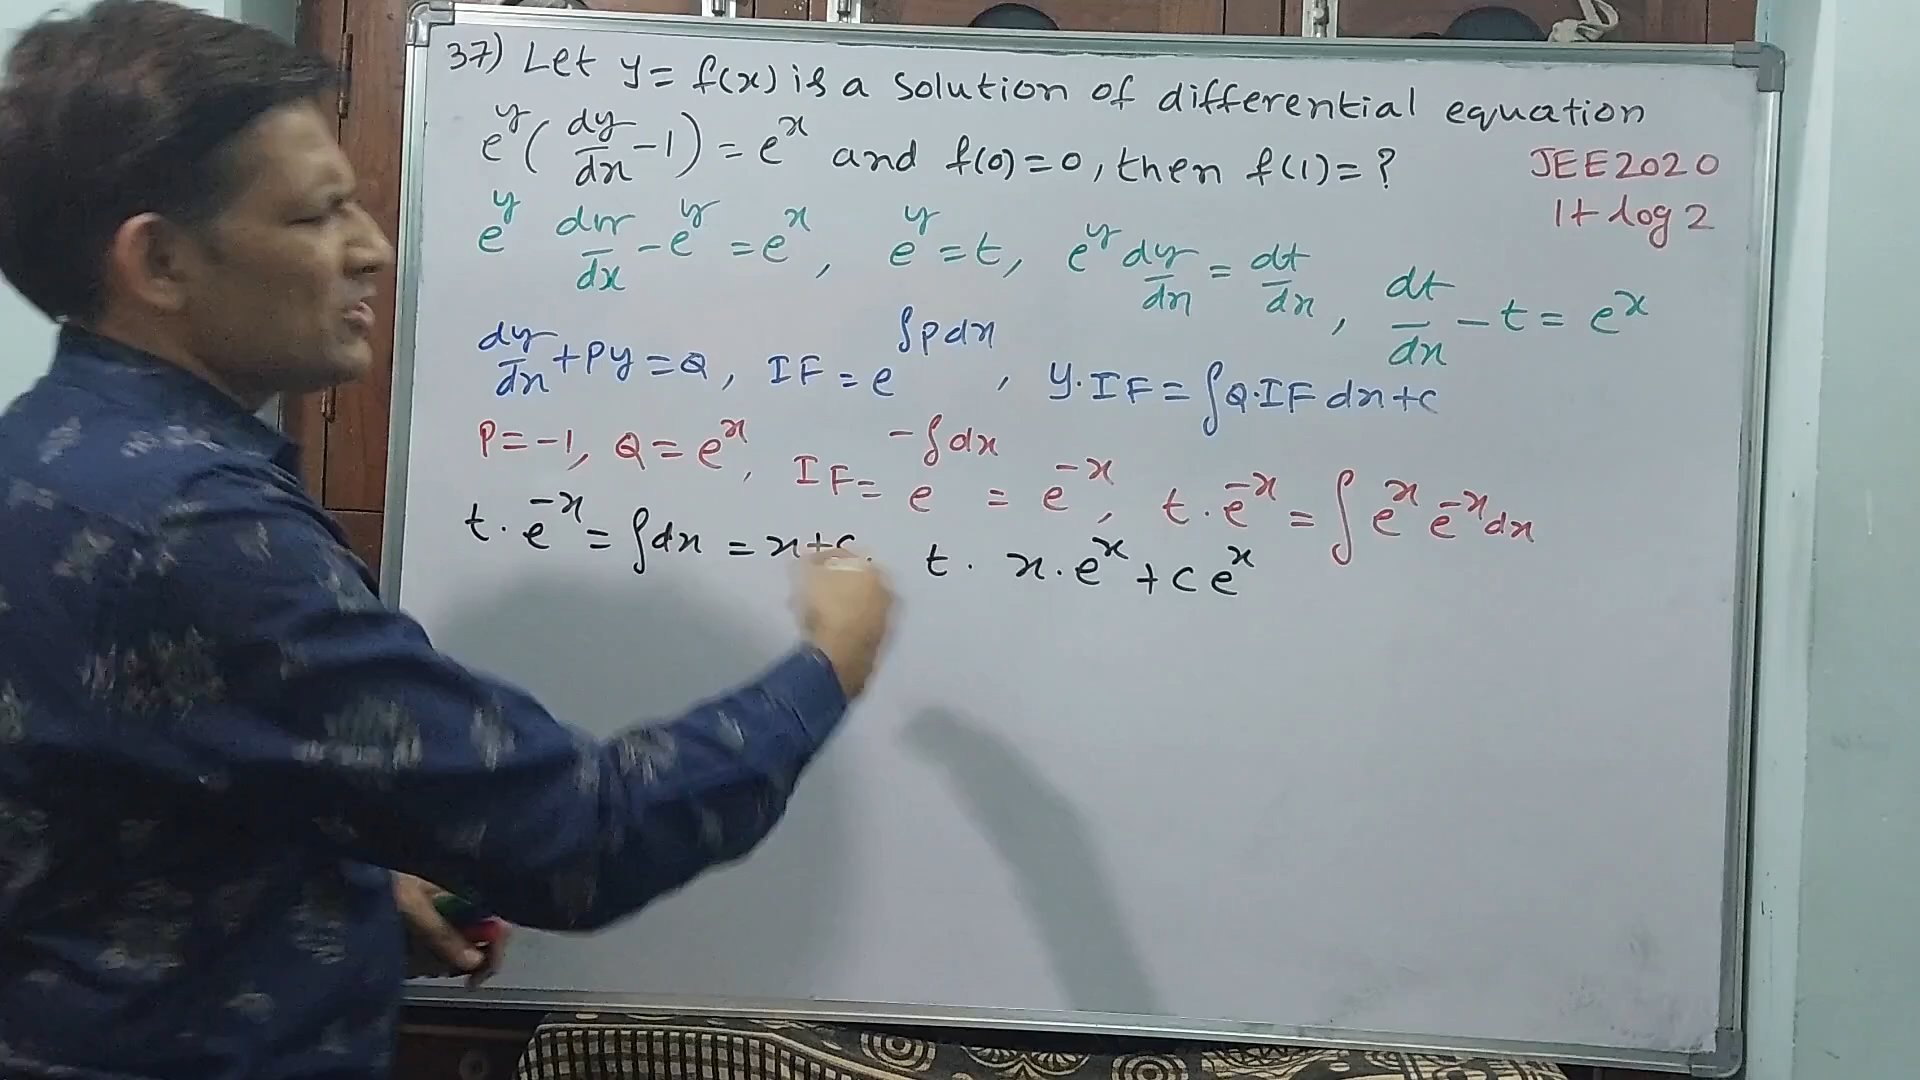 37) Let y = f(x) is a solution of differential equation
e^y (dy/dx - 1) = e^x and f(0) = 0, then f(1) = ?
JEE2020
1+ log 2
e^y dy/dx - e^y = e^x, e^y = t, e^y dy/dx = dt/dx, dt/dx - t = e^x
dy/dx + Py = Q, IF = e^∫pdx, y.IF = ∫Q.IF dx + c
P = -1, Q = e^x, IF = e^-∫dx = e^-x, t.e^-x = ∫e^x e^-x dx
t.e^-x = ∫dx = x+c, t. x.e^x + c e^x